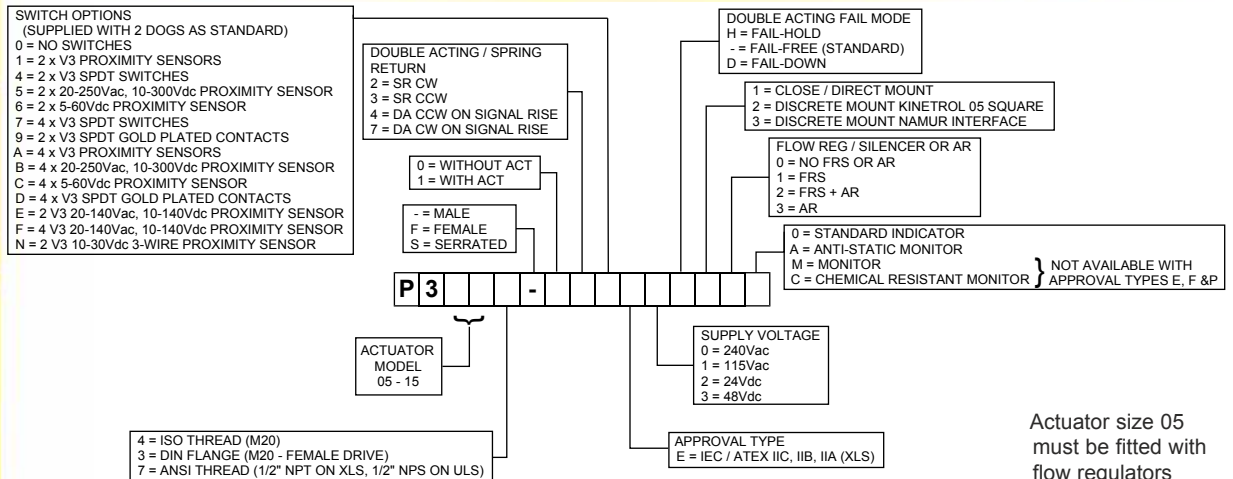 SWITCH OPTIONS
(SUPPLIED WITH 2 DOGS AS STANDARD)
0 = NO SWITCHES
1 = 2 x V3 PROXIMITY SENSORS
4 = 2 x V3 SPDT SWITCHES
5 = 2 x 20-250Vac, 10-300Vdc PROXIMITY SENSOR
6 = 2 x 5-60Vdc PROXIMITY SENSOR
7 = 4 x V3 SPDT SWITCHES
9 = 2 x V3 SPDT GOLD PLATED CONTACTS
A = 4 x V3 PROXIMITY SENSORS
B = 4 x 20-250Vac, 10-300Vdc PROXIMITY SENSOR
C = 4 x 5-60Vdc PROXIMITY SENSOR
D = 4 x V3 SPDT GOLD PLATED CONTACTS
E = 2 V3 20-140Vac, 10-140Vdc PROXIMITY SENSOR
F = 4 V3 20-140Vac, 10-140Vdc PROXIMITY SENSOR
N = 2 V3 10-30Vdc 3-WIRE PROXIMITY SENSOR
DOUBLE ACTING / SPRING
RETURN
2 = SR CW
3 = SR CCW
4 = DA CCW ON SIGNAL RISE
7 = DA CW ON SIGNAL RISE
0 = WITHOUT ACT
1 = WITH ACT
- = MALE
F = FEMALE
S = SERRATED
DOUBLE ACTING FAIL MODE
H = FAIL-HOLD
- = FAIL-FREE (STANDARD)
D = FAIL-DOWN
1 = CLOSE / DIRECT MOUNT
2 = DISCRETE MOUNT KINETROL 05 SQUARE
3 = DISCRETE MOUNT NAMUR INTERFACE
FLOW REG / SILENCER OR AR
0 = NO FRS OR AR
1 = FRS
2 = FRS + AR
3 = AR
0 = STANDARD INDICATOR
A = ANTI-STATIC MONITOR
M = MONITOR
C = CHEMICAL RESISTANT MONITOR
} NOT AVAILABLE WITH
APPROVAL TYPES E, F &P
P 3 -
ACTUATOR
MODEL
05 - 15
SUPPLY VOLTAGE
0 = 240Vac
1 = 115Vac
2 = 24Vdc
3 = 48Vdc
4 = ISO THREAD (M20)
3 = DIN FLANGE (M20 - FEMALE DRIVE)
7 = ANSI THREAD (1/2" NPT ON XLS, 1/2" NPS ON ULS)
APPROVAL TYPE
E = IEC / ATEX IIC, IIB, IIA (XLS)
Actuator size 05
must be fitted with
flow regulators